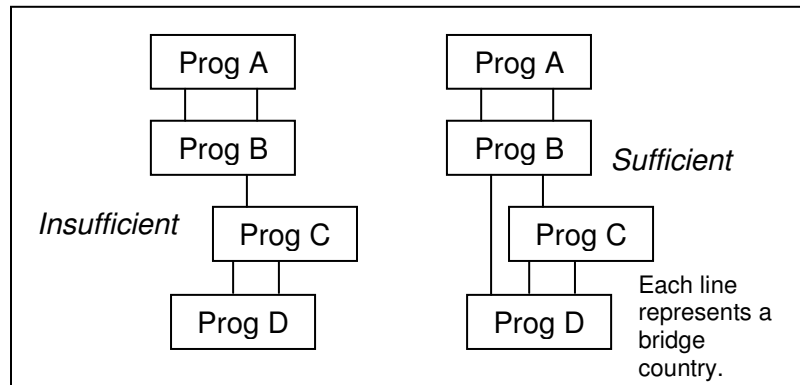 Prog A
Prog B
Insufficient
Prog C
Prog D
Prog A
Prog B
Sufficient
Prog C
Prog D
Each line
represents a
bridge
country.